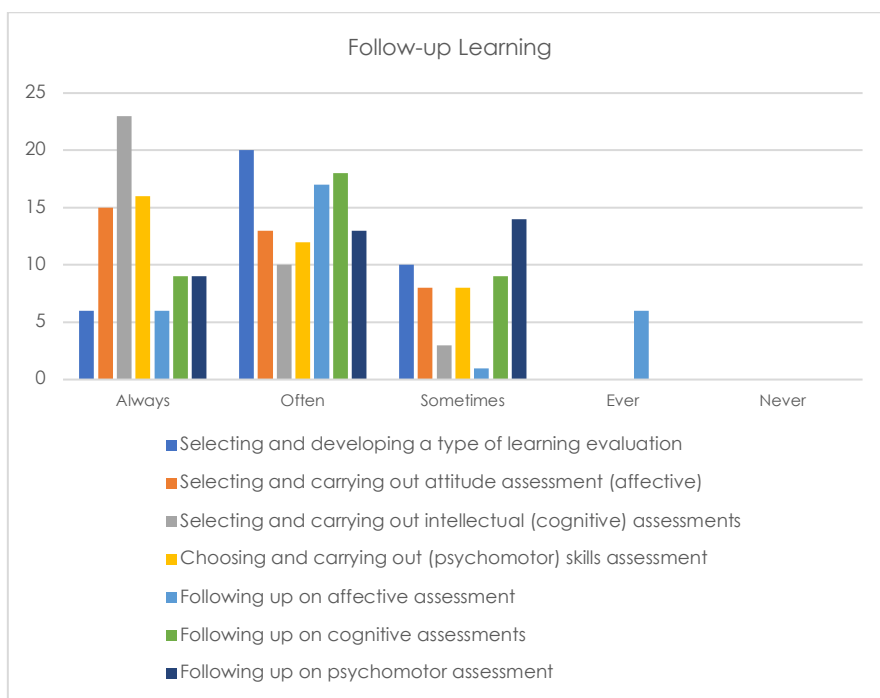 Follow-up Learning
25
20
15
10
5
0
Always Often Sometimes Ever Never
Selecting and developing a type of learning evaluation
Selecting and carrying out attitude assessment (affective)
Selecting and carrying out intellectual (cognitive) assessments
Choosing and carrying out (psychomotor) skills assessment
Following up on affective assessment
Following up on cognitive assessments
Following up on psychomotor assessment